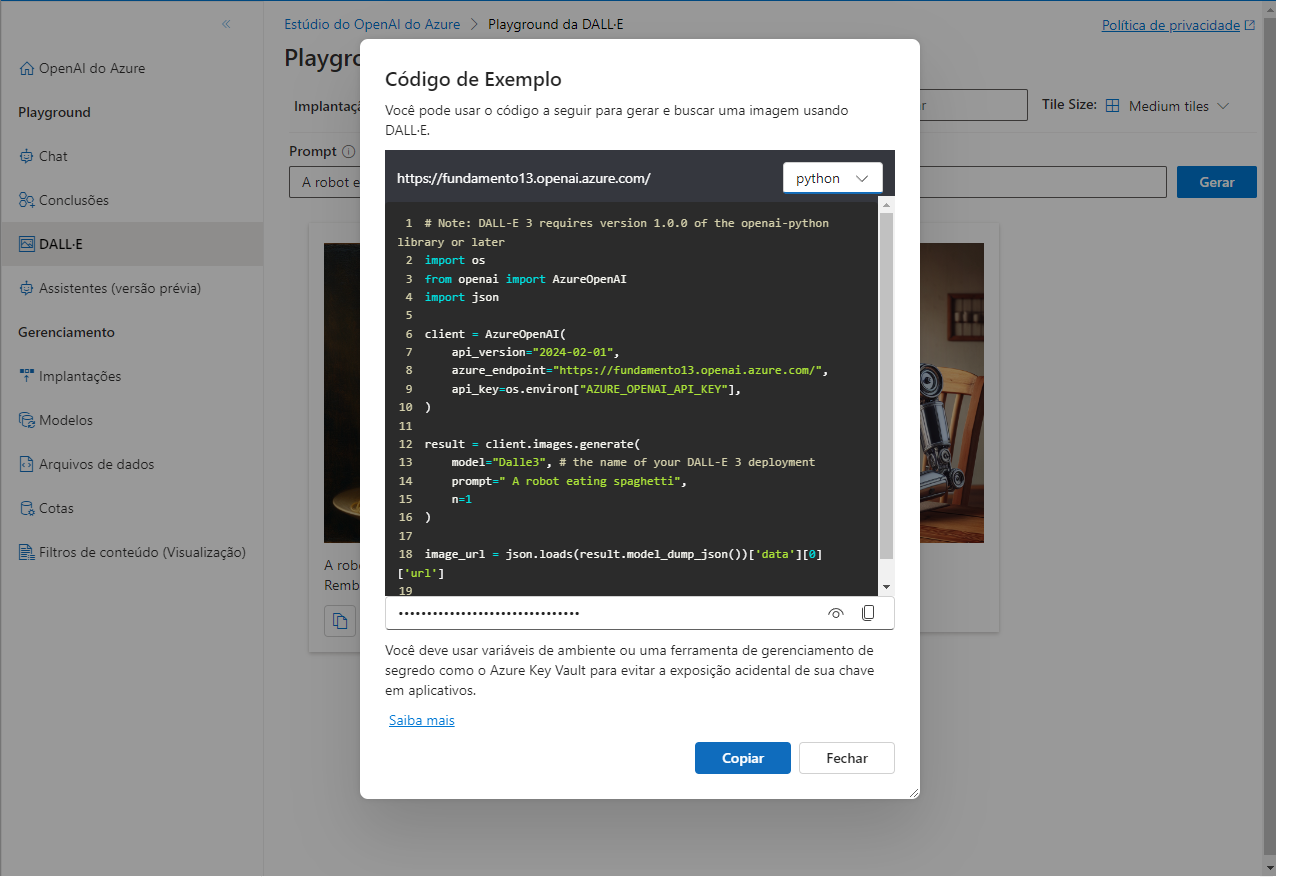 Estúdio do OpenAI do Azure > Playground da DALL·E
Política de privacidade
OpenAI do Azure
Playground
Chat
Conclusões
DALL·E
Assistentes (versão prévia)
Gerenciamento
Implantações
Modelos
Arquivos de dados
Cotas
Filtros de conteúdo (Visualização)
Tile Size: Medium tiles
Prompt
A robot
Gerar
Código de Exemplo
Você pode usar o código a seguir para gerar e buscar uma imagem usando
DALL·E.
https://fundamento13.openai.azure.com/
python
1 # Note: DALL-E 3 requires version 1.0.0 of the openai-python
library or later
2 import os
3 from openai import AzureOpenAI
4 import json
5
6 client = AzureOpenAI(
7 api_version="2024-02-01",
8 azure_endpoint="https://fundamento13.openai.azure.com/",
9 api_key=os.environ["AZURE_OPENAI_API_KEY"],
10 )
11
12 result = client.images.generate(
13 model="Dalle3", # the name of your DALL-E 3 deployment
14 prompt=" A robot eating spaghetti",
15 n=1
16 )
17
18 image_url = json.loads(result.model_dump_json())['data'][0]
['url']
19
Você deve usar variáveis de ambiente ou uma ferramenta de gerenciamento de
segredo como o Azure Key Vault para evitar a exposição acidental de sua chave
em aplicativos.
Saiba mais
Copiar
Fechar